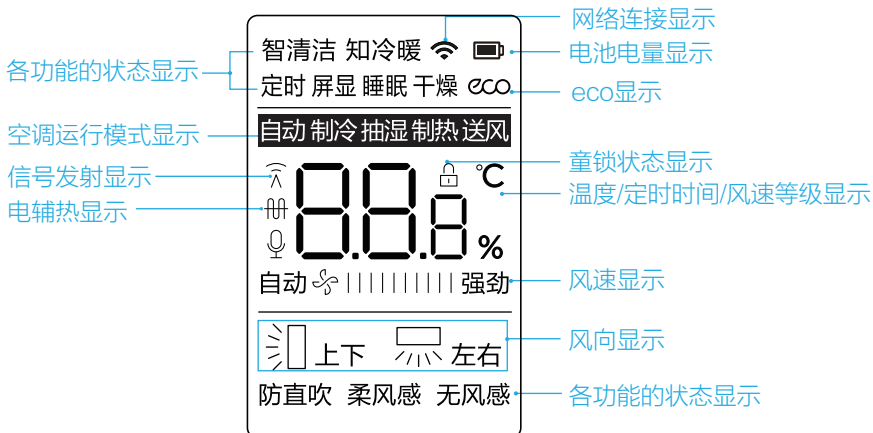 网络连接显示
智清洁 知冷暖
电池电量显示
各功能的状态显示
定时 屏显 睡眠 干燥 eco
eco显示
空调运行模式显示
自动 制冷 抽湿 制热 送风
童锁状态显示
信号发射显示
℃
温度/定时时间/风速等级显示
电辅热显示
88.8
%
自动
强劲
风速显示
上下
左右
风向显示
防直吹 柔风感 无风感
各功能的状态显示